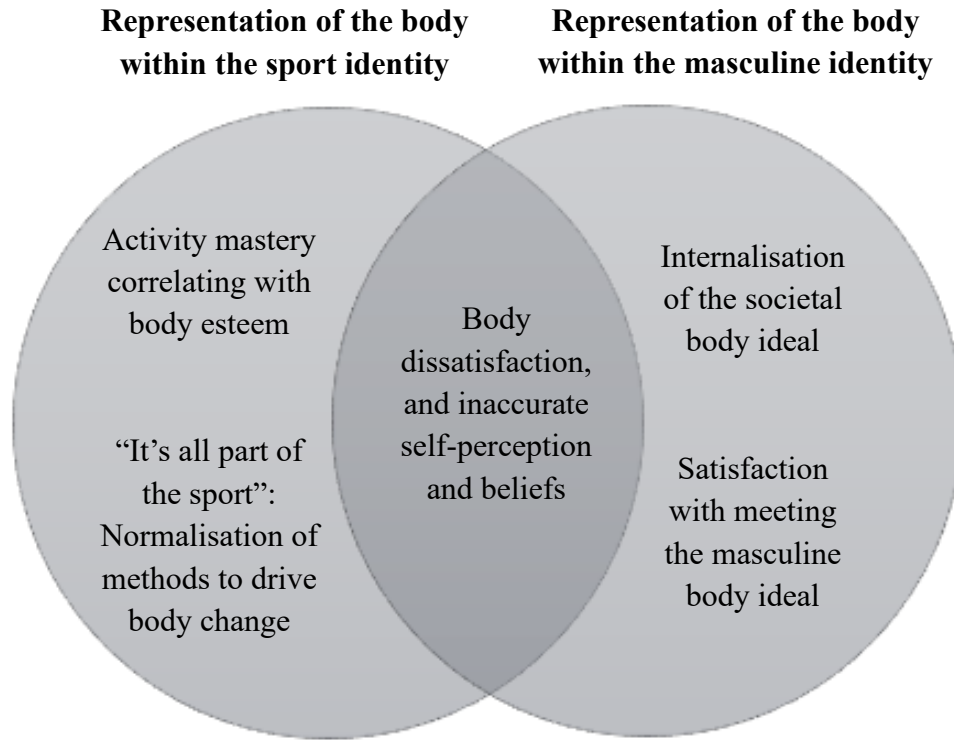 Representation of the body
within the sport identity
Representation of the body
within the masculine identity
Activity mastery
correlating with
body esteem
“It’s all part of
the sport”:
Normalisation of
methods to drive
body change
Body
dissatisfaction,
and inaccurate
self-perception
and beliefs
Internalisation
of the societal
body ideal
Satisfaction
with meeting
the masculine
body ideal